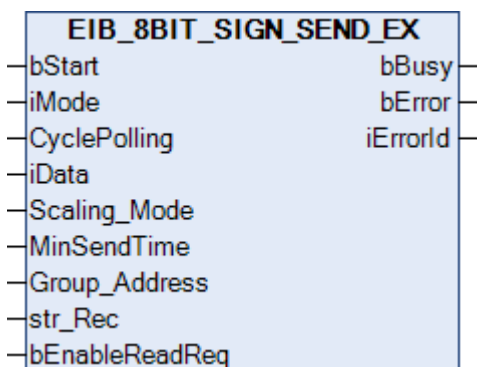 EIB_8BIT_SIGN_SEND_EX
bStart bBusy
iMode bError
CyclePolling iErrorId
iData
Scaling_Mode
MinSendTime
Group_Address
str_Rec
bEnableReadReq